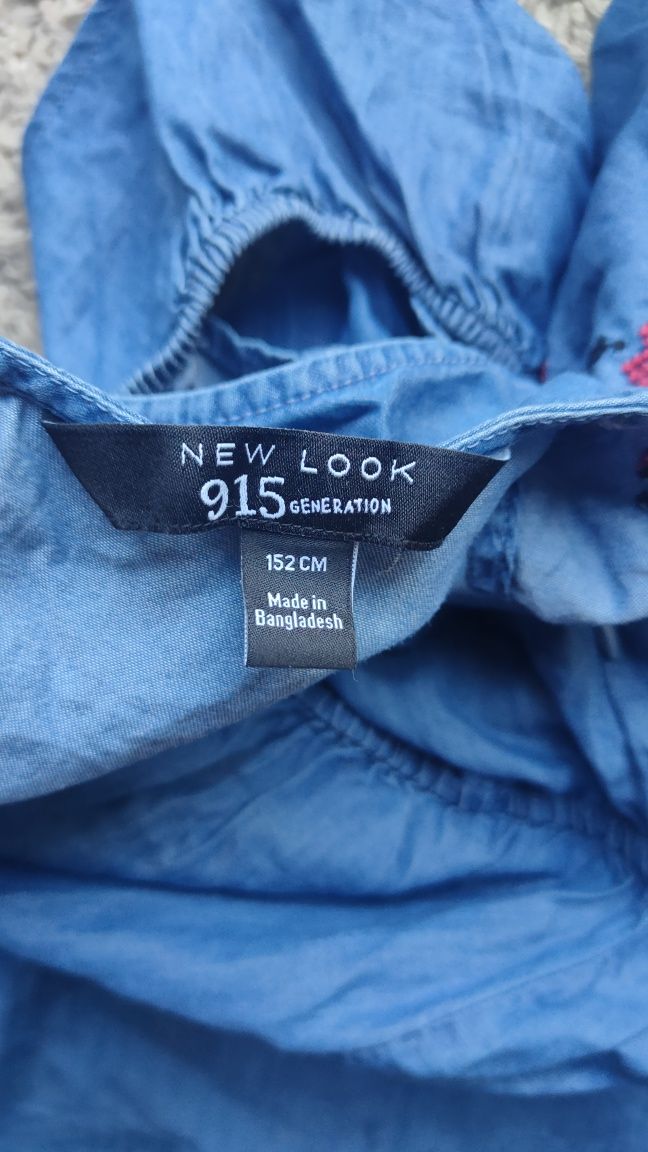 NEW LOOK
915 GENERATION
152 CM
Made in
Bangladesh